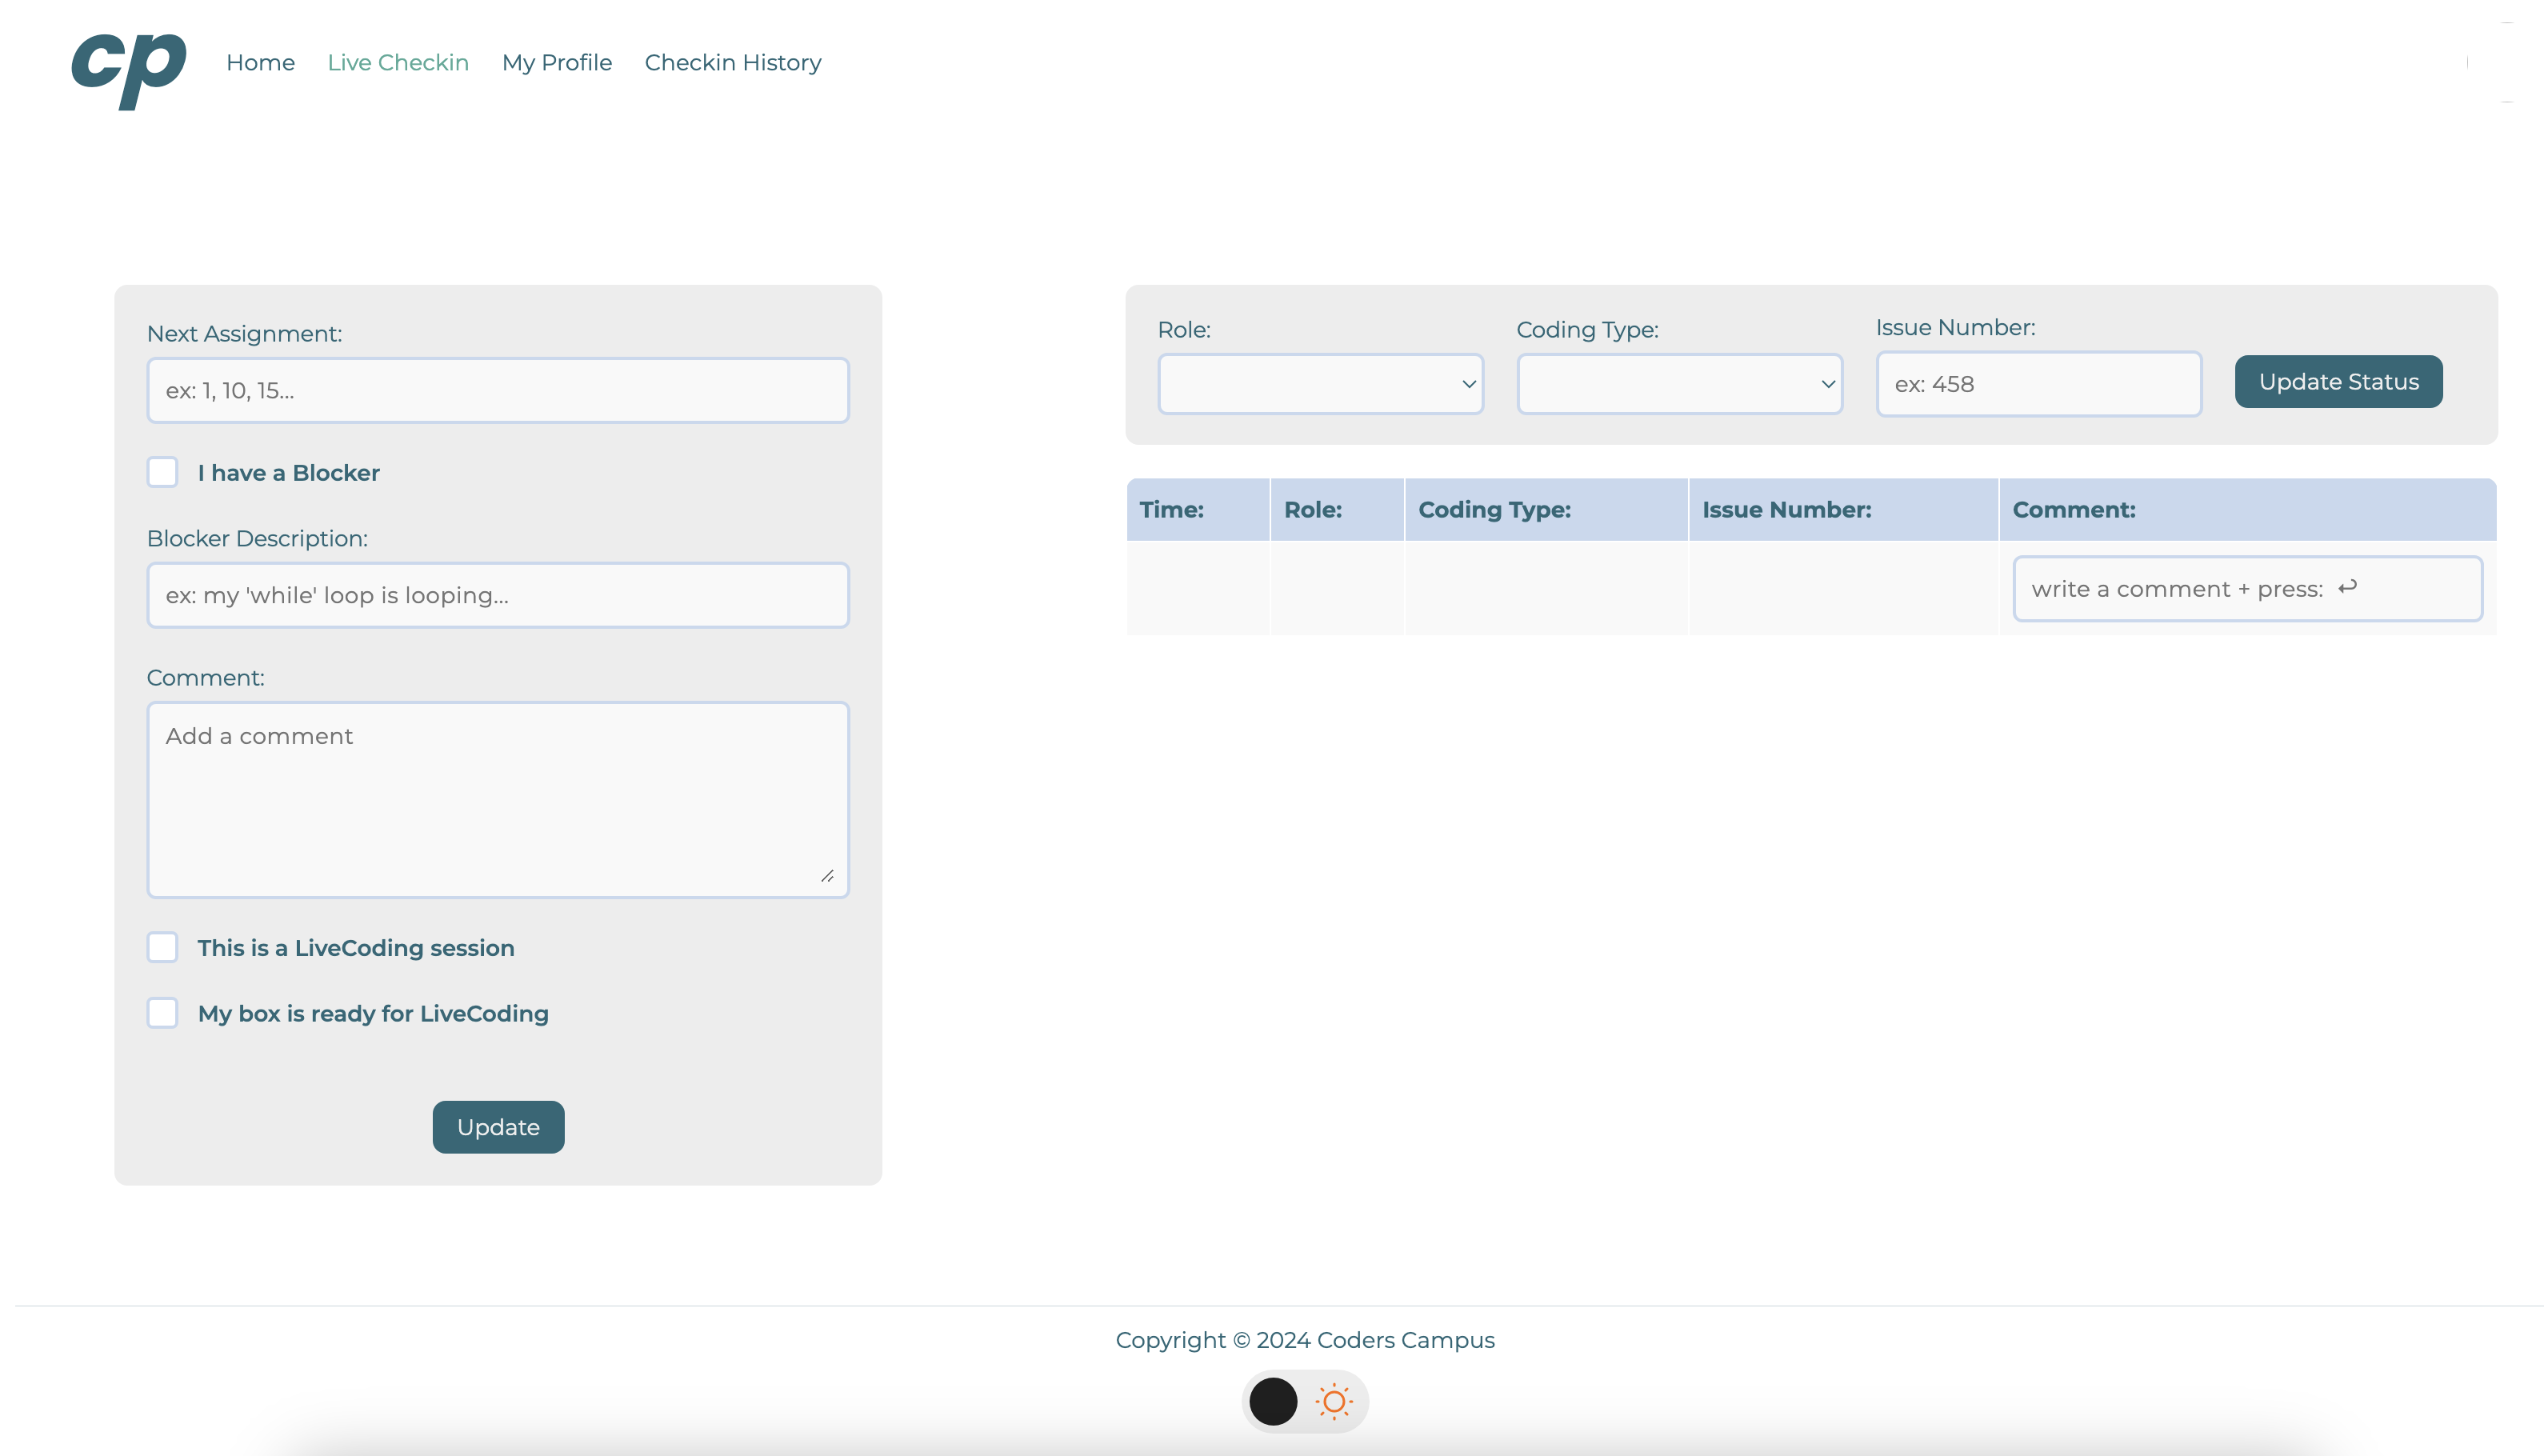 cp
Home Live Checkin My Profile Checkin History
Next Assignment:
ex: 1, 10, 15...
I have a Blocker
Blocker Description:
ex: my 'while' loop is looping...
Comment:
Add a comment
This is a LiveCoding session
My box is ready for LiveCoding
Update
Role: Coding Type: Issue Number:
ex: 458
Update Status
Time: Role: Coding Type: Issue Number: Comment:
write a comment + press: ↩
Copyright © 2024 Coders Campus